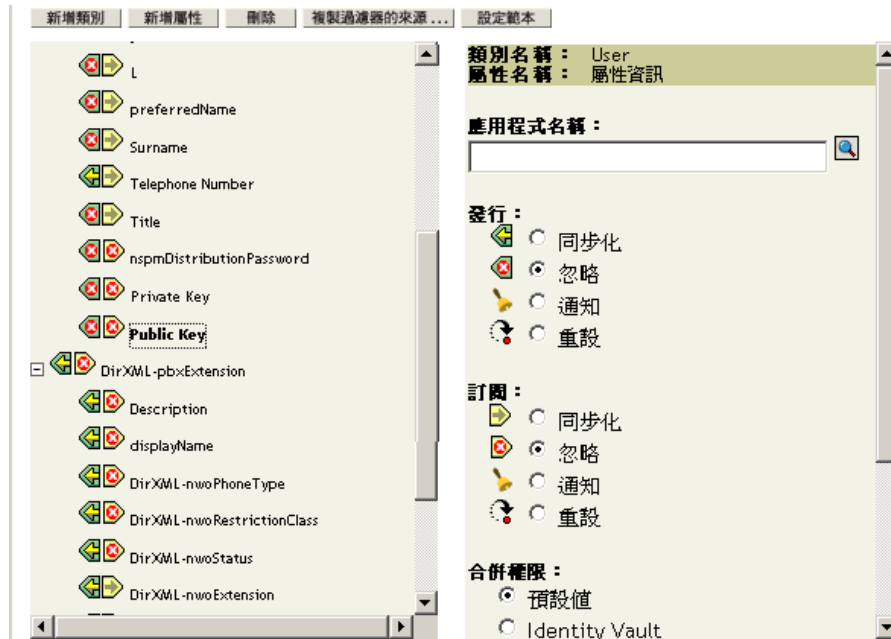 新增類別 新增屬性 刪除 複製過濾器的來源... 設定範本
L
preferredName
Surname
Telephone Number
Title
nspmDistributionPassword
Private Key
Public Key
DirXML-pbxExtension
Description
displayName
DirXML-nwoPhoneType
DirXML-nwoRestrictionClass
DirXML-nwoStatus
DirXML-nwoExtension
類別名稱： User
屬性名稱： 屬性資訊
應用程式名稱：
發行：
同步化
忽略
通知
重設
訂閱：
同步化
忽略
通知
重設
合併權限：
預設值
Identity Vault